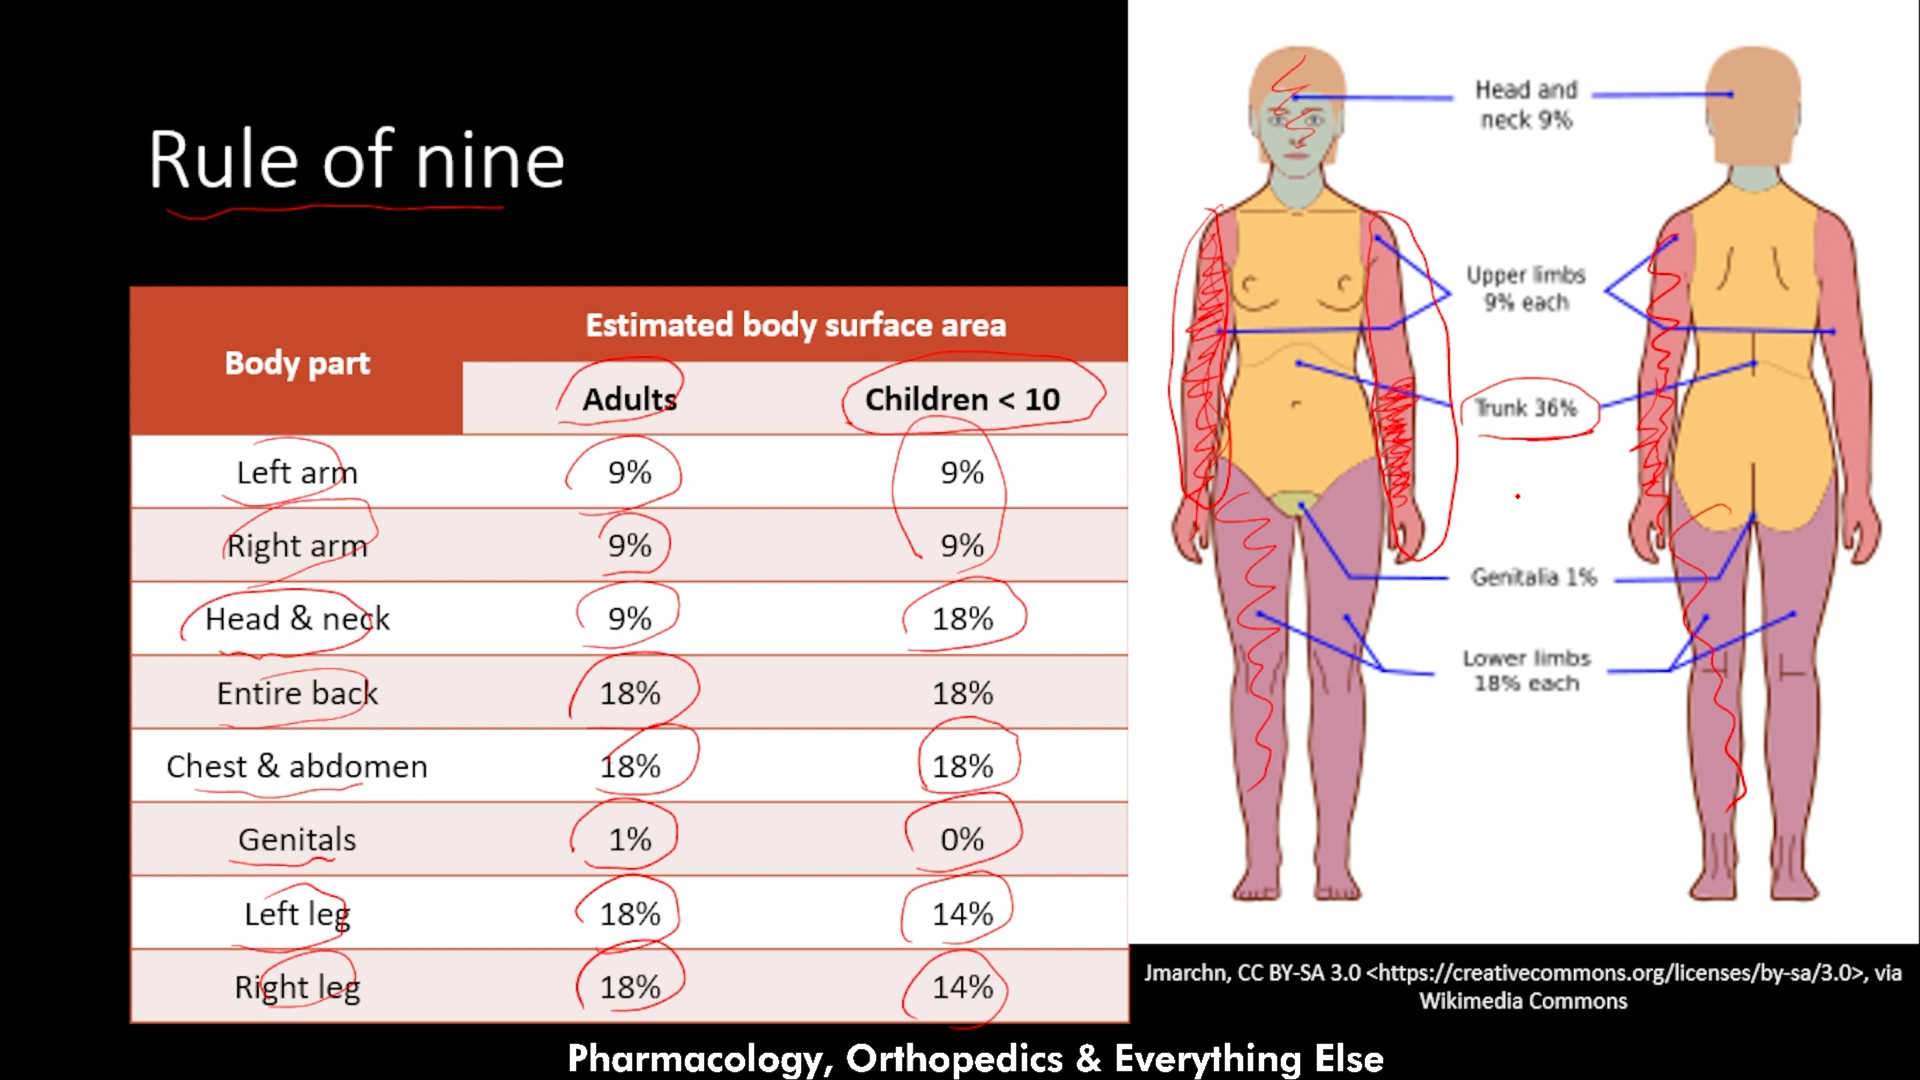 Rule of nine
Body part
Estimated body surface area
Adults
Children < 10
Left arm 9% 9%
Right arm 9% 9%
Head & neck 9% 18%
Entire back 18% 18%
Chest & abdomen 18% 18%
Genitals 1% 0%
Left leg 18% 14%
Right leg 18% 14%
Head and
neck 9%
Upper limbs
9% each
Trunk 36%
Genitalia 1%
Lower limbs
18% each
Jmarchn, CC BY-SA 3.0 <https://creativecommons.org/licenses/by-sa/3.0>, via
Wikimedia Commons
Pharmacology, Orthopedics & Everything Else